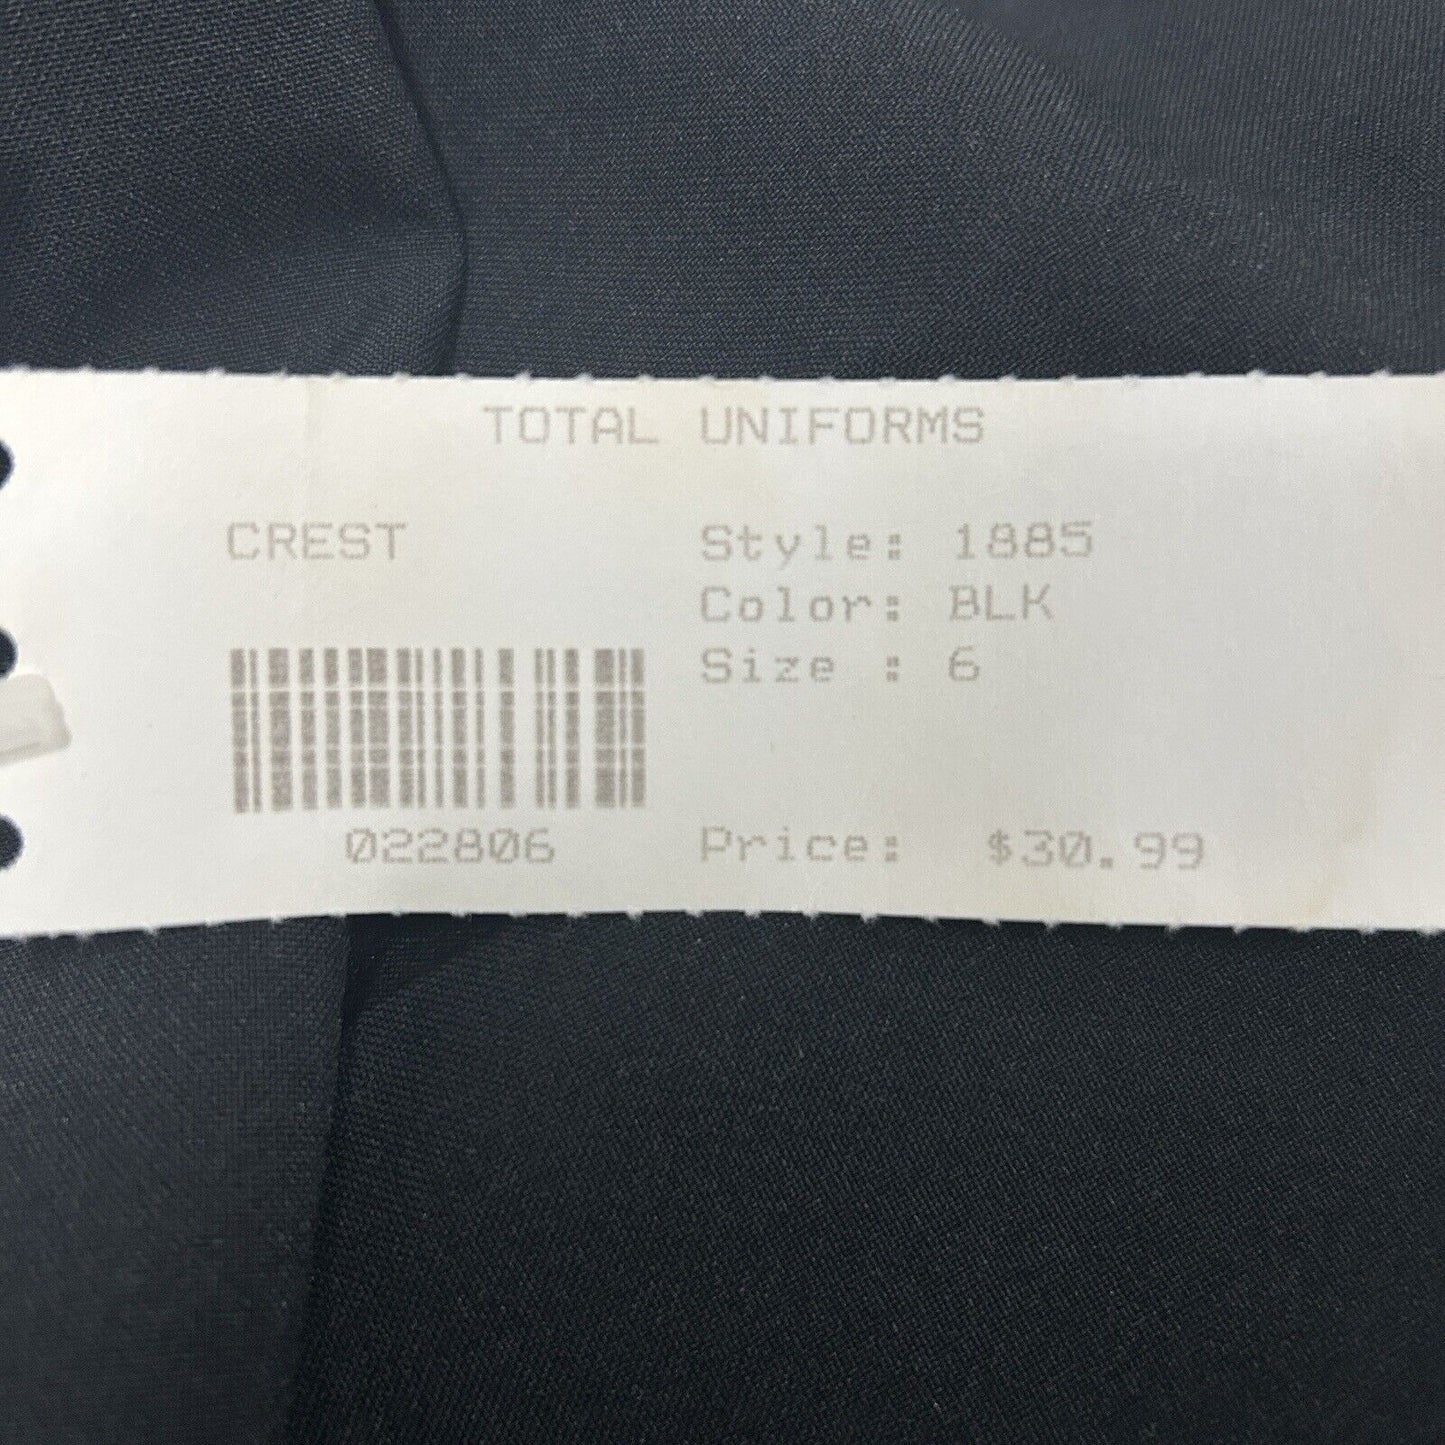 TOTAL UNIFORMS
CREST
Style: 1885
Color: BLK
Size : 6
022806
Price: $30.99